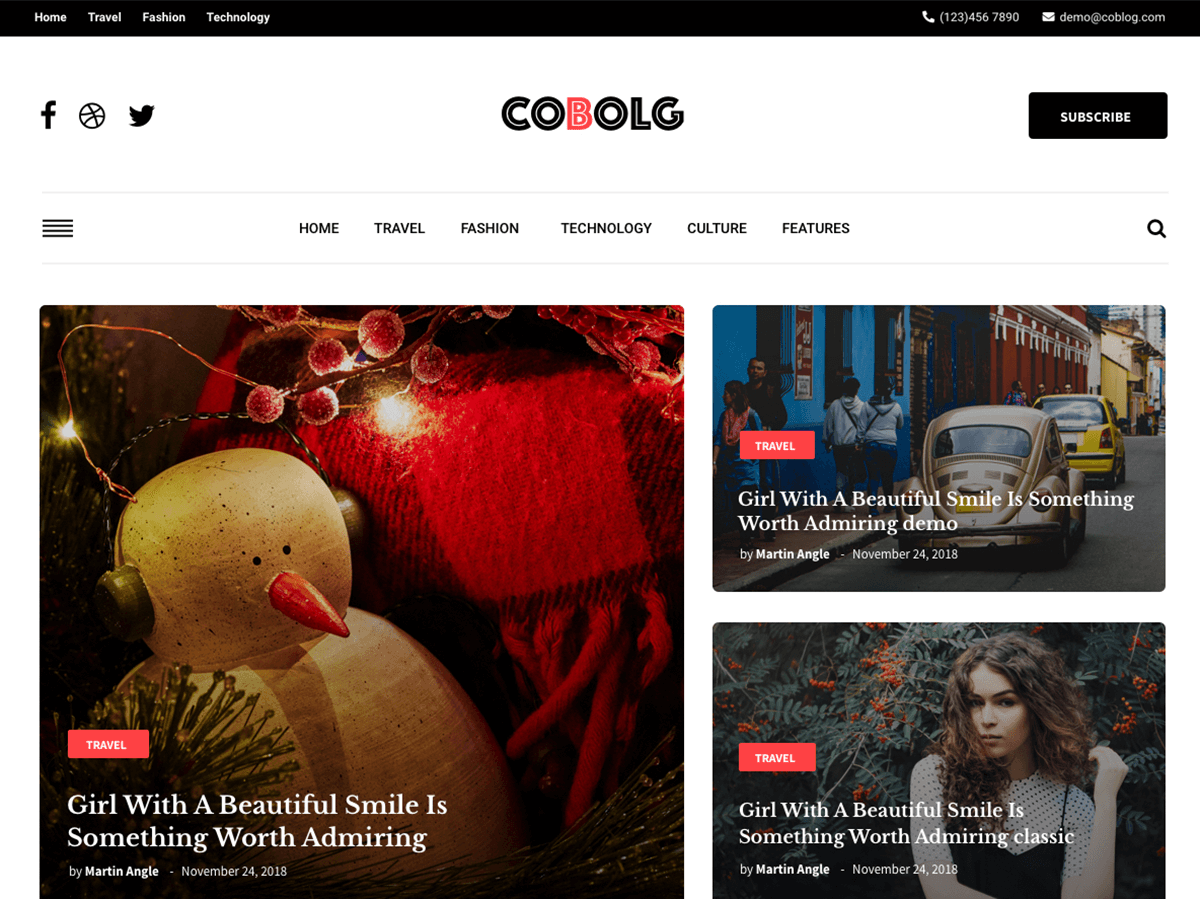 Home Travel Fashion Technology (123)456 7890 demo@coblog.com
COBOLG
SUBSCRIBE
HOME TRAVEL FASHION TECHNOLOGY CULTURE FEATURES
TRAVEL
Girl With A Beautiful Smile Is
Something Worth Admiring
by Martin Angle - November 24, 2018
TRAVEL
Girl With A Beautiful Smile Is Something
Worth Admiring demo
by Martin Angle - November 24, 2018
TRAVEL
Girl With A Beautiful Smile Is
Something Worth Admiring classic
by Martin Angle - November 24, 2018